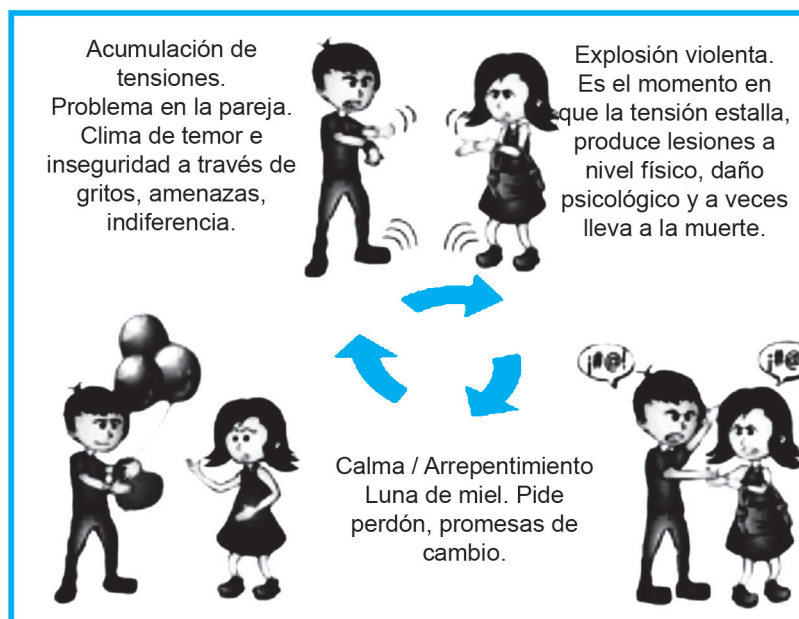 Acumulación de
tensiones.
Problema en la pareja.
Clima de temor e
inseguridad a través de
gritos, amenazas,
indiferencia.
Explosión violenta.
Es el momento en
que la tensión estalla,
produce lesiones a
nivel físico, daño
psicológico y a veces
lleva a la muerte.
¡#@!
¡#@
Calma / Arrepentimiento
Luna de miel. Pide
perdón, promesas de
cambio.